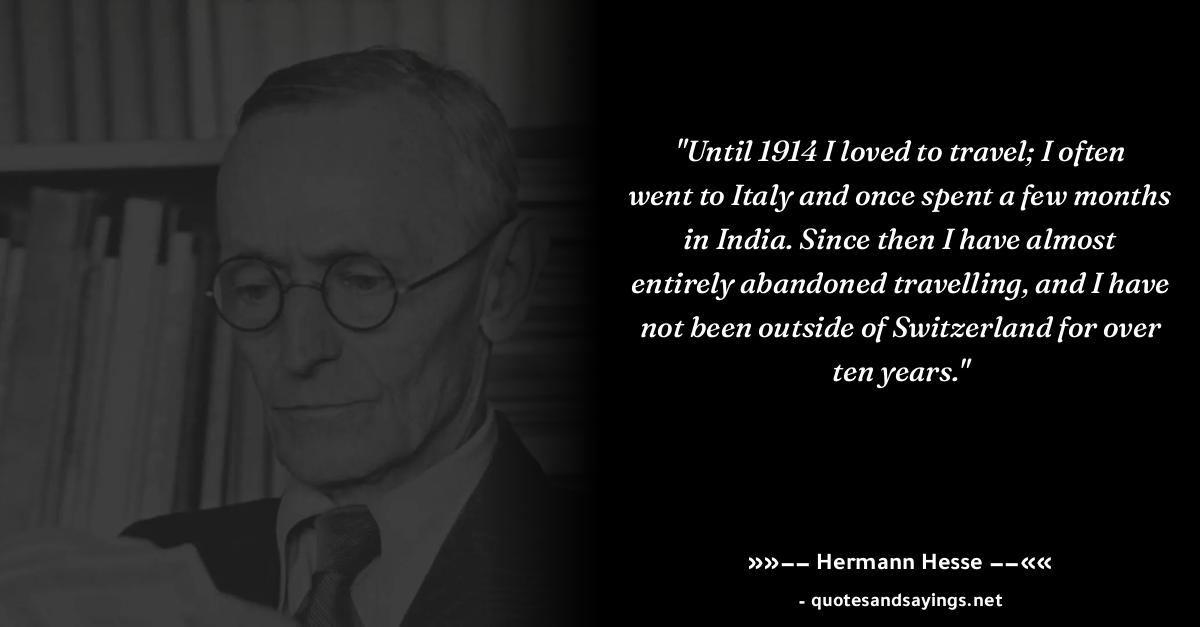 "Until 1914 I loved to travel; I often
went to Italy and once spent a few months
in India. Since then I have almost
entirely abandoned travelling, and I have
not been outside of Switzerland for over
ten years."
»»–– Hermann Hesse ––««
- quotesandsayings.net